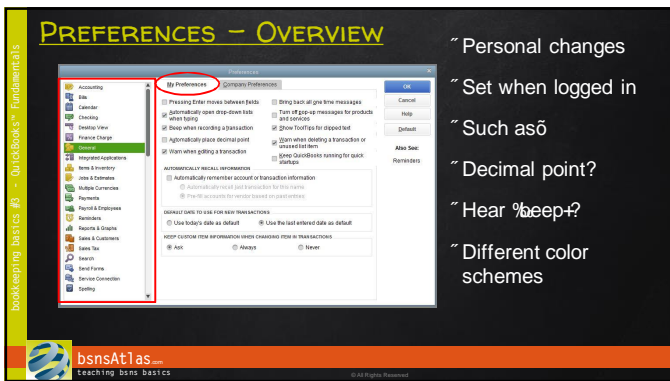 PREFERENCES – OVERVIEW
bookkeeping basics #3 - QuickBooks™ Fundamentals
Preferences
Accounting
Bills
Calendar
Checking
Desktop View
Finance Charge
General
Integrated Applications
Items & Inventory
Jobs & Estimates
Multiple Currencies
Payments
Payroll & Employees
Reminders
Reports & Graphs
Sales & Customers
Sales Tax
Search
Send Forms
Service Connection
Spelling
My Preferences
Company Preferences
Pressing Enter moves between fields
Automatically open drop-down lists
when typing
Beep when recording a transaction
Automatically place decimal point
Warn when editing a transaction
Bring back all one time messages
Turn off pop-up messages for products
and services
Show ToolTips for clipped text
Warn when deleting a transaction or
unused list item
Keep QuickBooks running for quick
startups
AUTOMATICALLY RECALL INFORMATION
Automatically remember account or transaction information
Automatically recall last transaction for this name
Pre-fill accounts for vendor based on past entries
DEFAULT DATE TO USE FOR NEW TRANSACTIONS
Use today's date as default
Use the last entered date as default
KEEP CUSTOM ITEM INFORMATION WHEN CHANGING ITEM IN TRANSACTIONS
Ask
Always
Never
OK
Cancel
Help
Default
Also See:
Reminders
˝ Personal changes
˝ Set when logged in
˝ Such asõ
˝ Decimal point?
˝ Hear %beep+?
˝ Different color
schemes
bsnsAtlas.com
teaching bsns basics
© All Rights Reserved